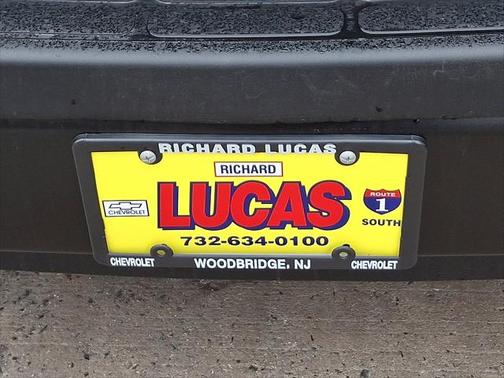 RICHARD LUCAS
RICHARD
LUCAS
CHEVROLET
ROUTE
1
SOUTH
732-634-0100
CHEVROLET WOODBRIDGE, NJ CHEVROLET